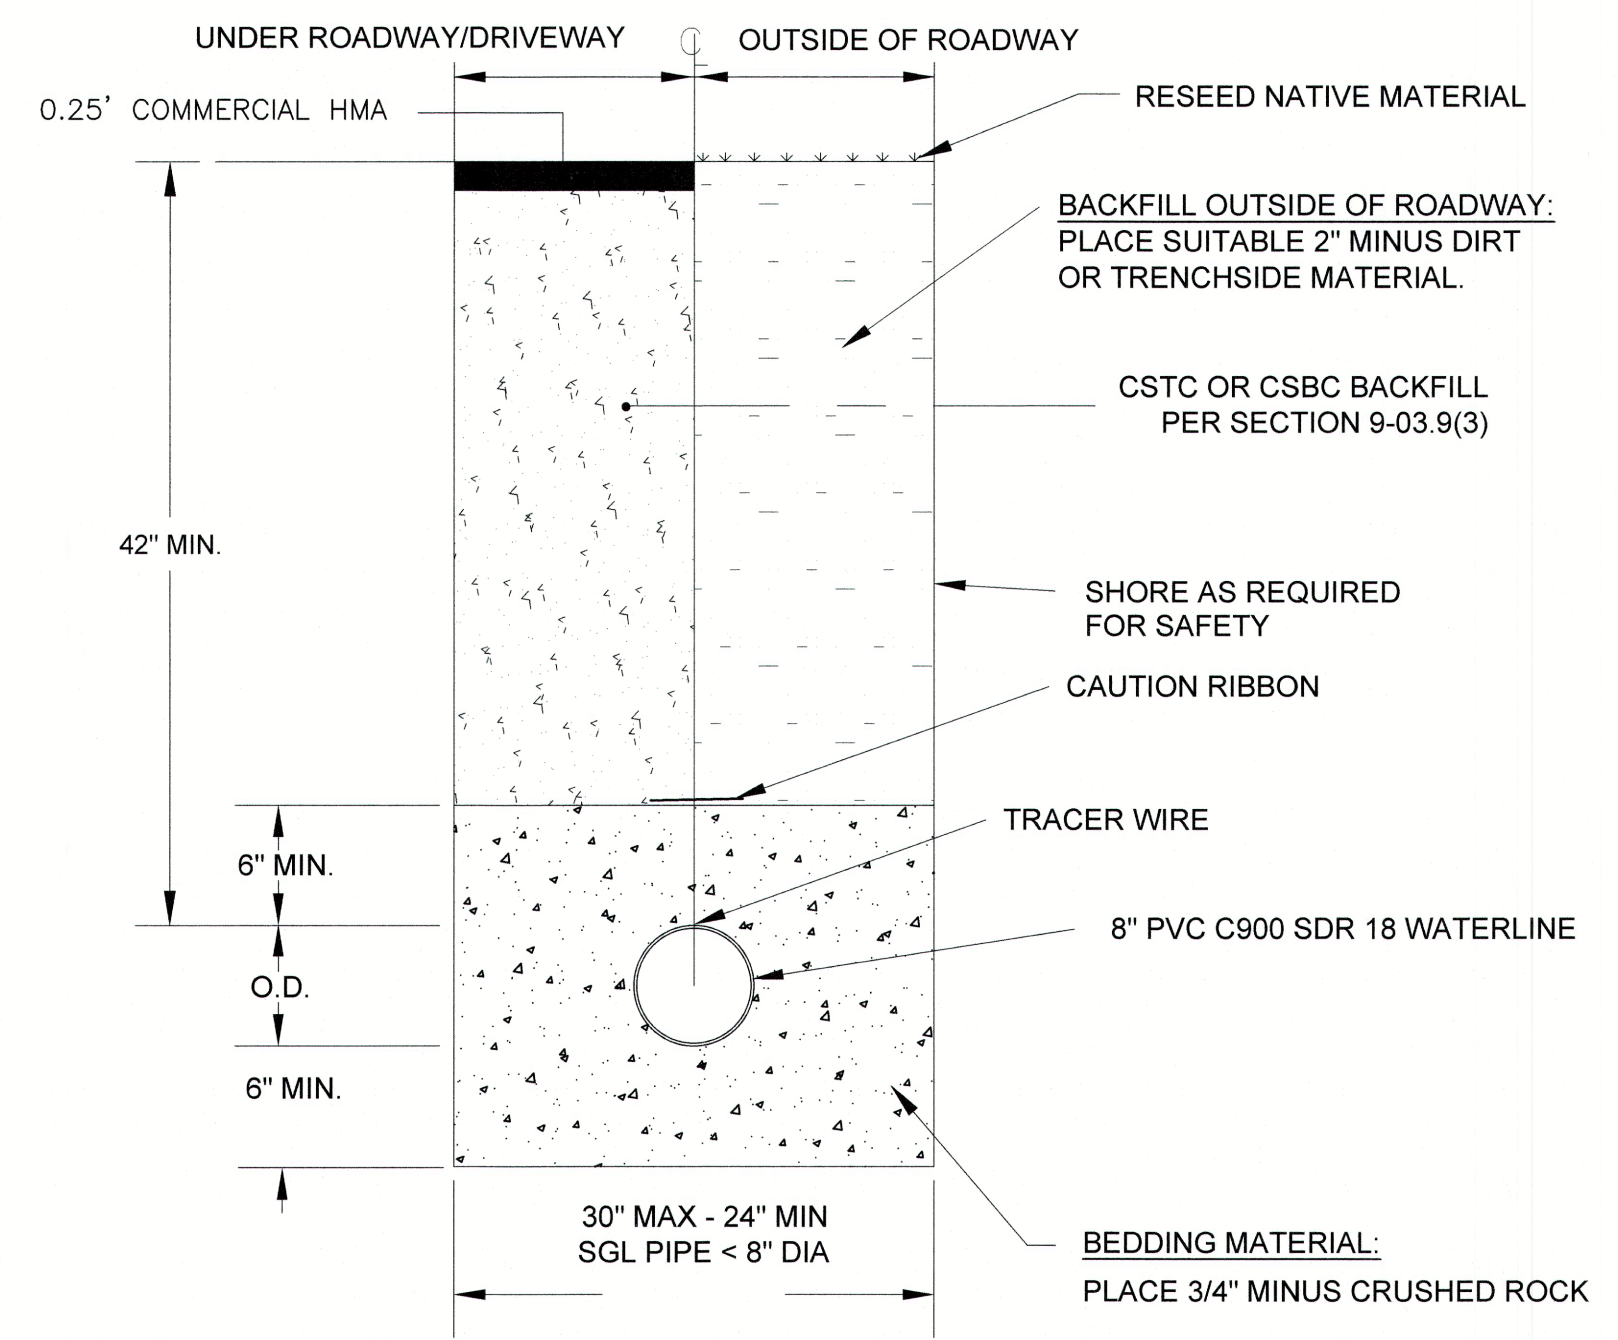 UNDER ROADWAY/DRIVEWAY
℄
OUTSIDE OF ROADWAY
0.25' COMMERCIAL HMA
RESEED NATIVE MATERIAL
BACKFILL OUTSIDE OF ROADWAY:
PLACE SUITABLE 2" MINUS DIRT
OR TRENCHSIDE MATERIAL.
CSTC OR CSBC BACKFILL
PER SECTION 9-03.9(3)
42" MIN.
SHORE AS REQUIRED
FOR SAFETY
CAUTION RIBBON
TRACER WIRE
6" MIN.
8" PVC C900 SDR 18 WATERLINE
O.D.
6" MIN.
30" MAX - 24" MIN
SGL PIPE < 8" DIA
BEDDING MATERIAL:
PLACE 3/4" MINUS CRUSHED ROCK